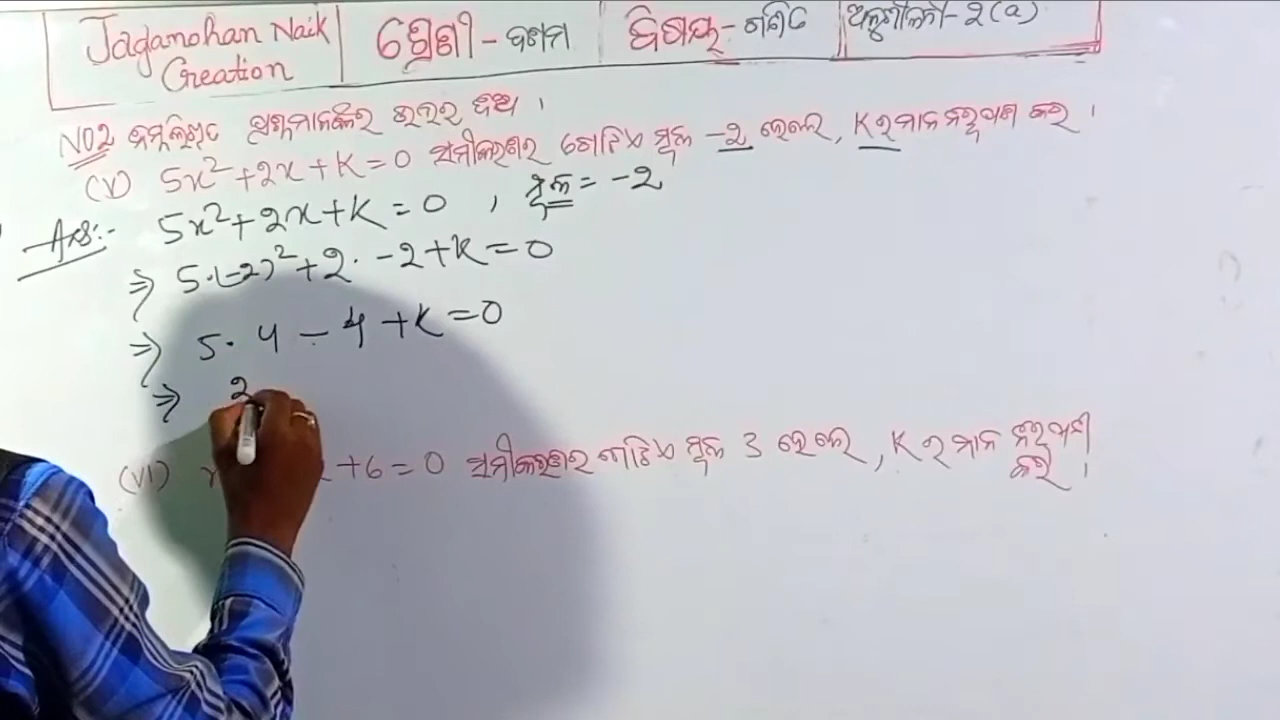 Jaganohan Naik Creation
ଶ୍ରେଣୀ - ଦଶମ
ବିଷୟ - ଗଣିତ
ଅନୁଶୀଳନୀ - 2(a)
NO2 ନିମ୍ନଲିଖିତ ପ୍ରଶ୍ନମାନଙ୍କର ଉତ୍ତର ଦିଅ ।
(V) 5x²+2x+K=0 ସମୀକରଣର ଗୋଟିଏ ମୂଳ -2 ହେଲେ, K ର ମାନ ନିରୂପଣ କର ।
Ans:- 5x²+2x+K=0 , ମୂଳ = -2
⇒ 5·(-2)²+2·-2+K=0
⇒ 5·4-4+K=0
⇒ 2
(VI) +6=0 ସମୀକରଣର ଗୋଟିଏ ମୂଳ 3 ହେଲେ, K ର ମାନ ନିରୂପଣ
କର ।